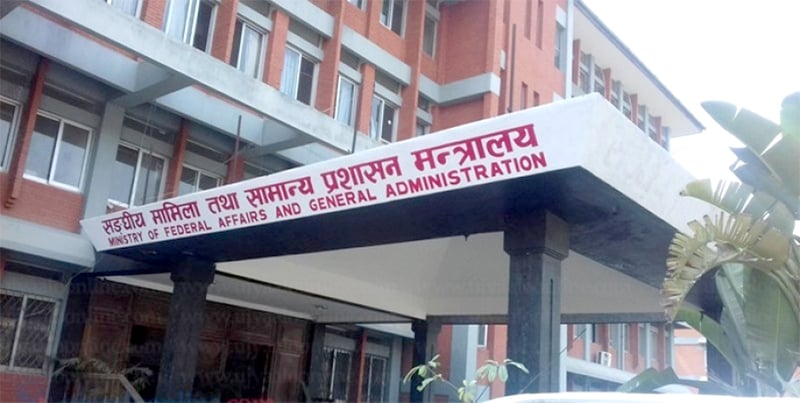 सङ्घीय मामिला तथा सामान्य प्रशासन मन्त्रालय
MINISTRY OF FEDERAL AFFAIRS AND GENERAL ADMINISTRATION